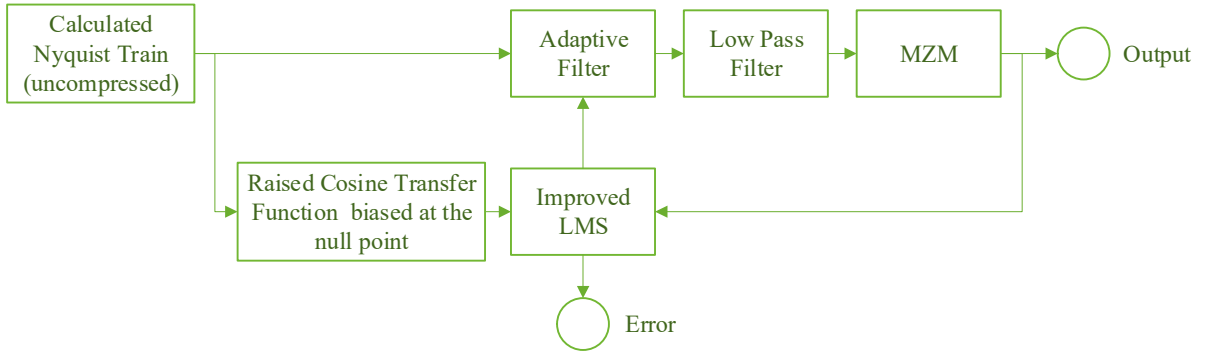 Calculated
Nyquist Train
(uncompressed)
Adaptive
Filter
Low Pass
Filter
MZM
Output
Raised Cosine Transfer
Function biased at the
null point
Improved
LMS
Error